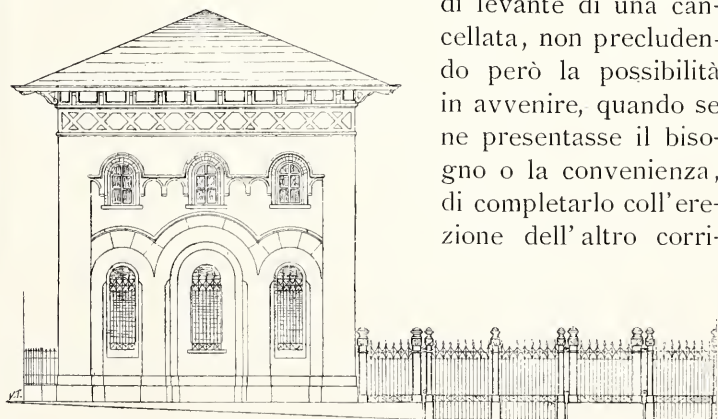 di levante di una can-
cellata, non precluden-
do però la possibilità
in avvenire, quando se
ne presentasse il biso-
gno o la convenienza,
di completarlo coll'ere-
zione dell'altro corri-